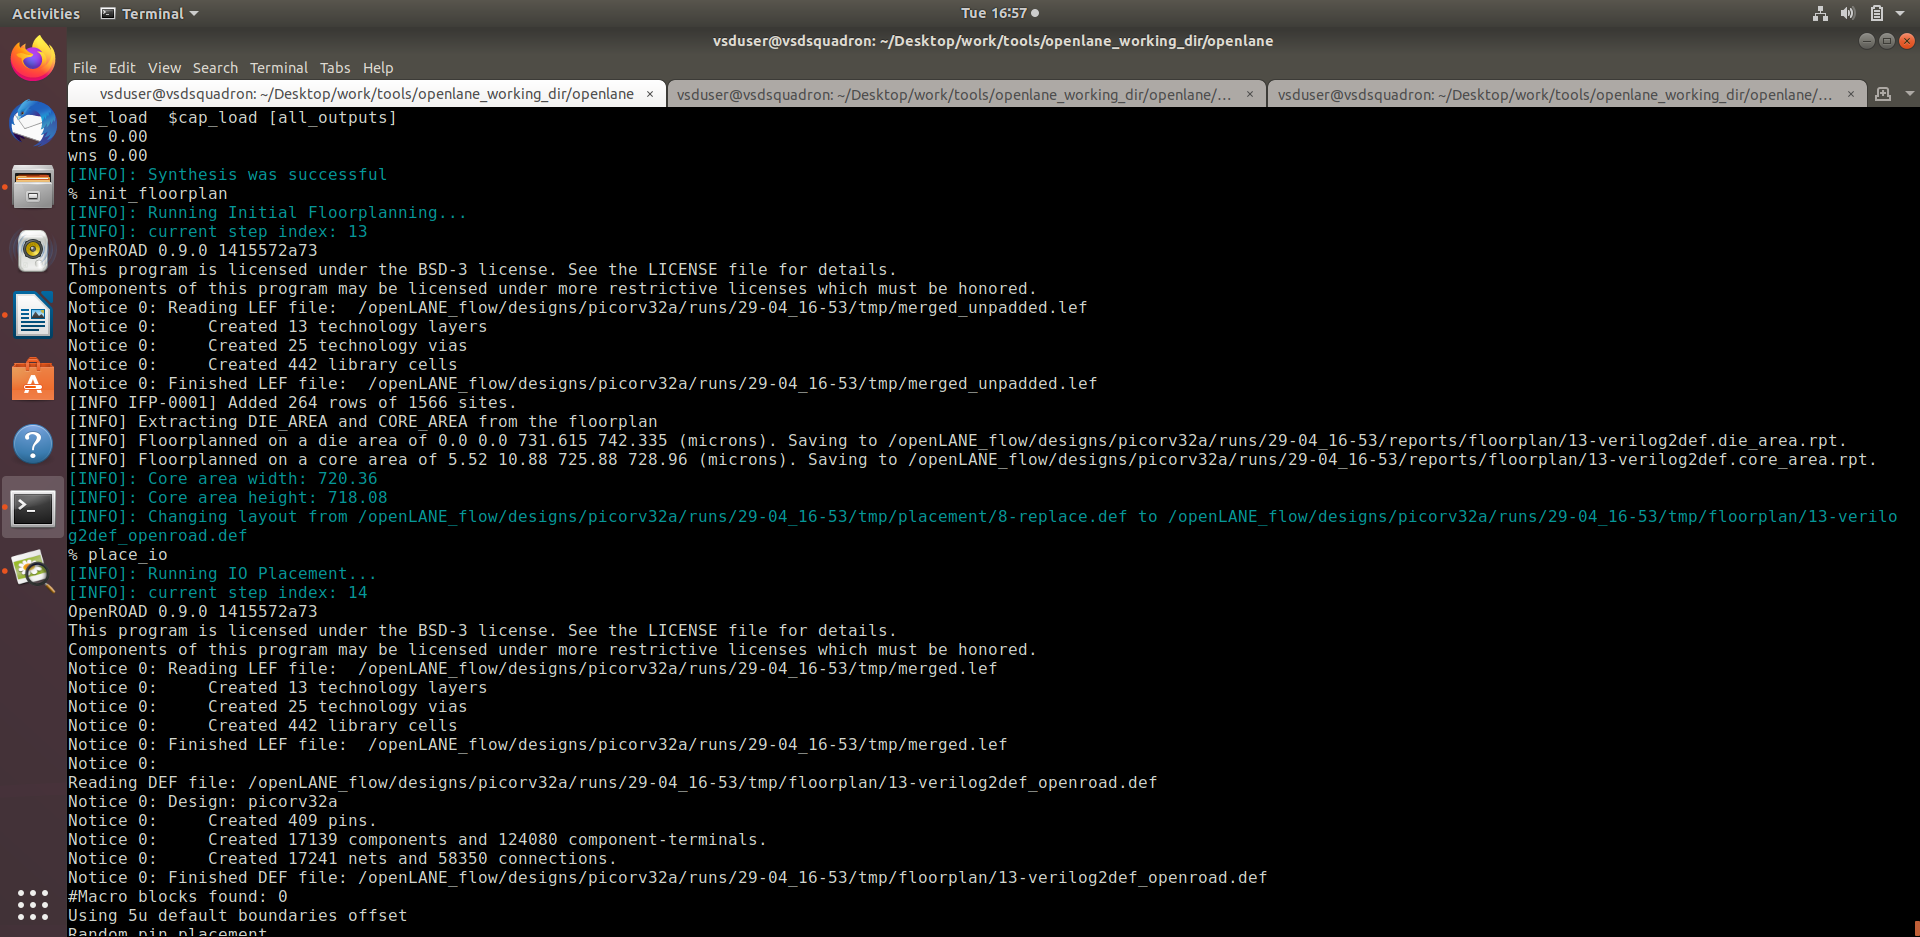 Activities Terminal Tue 16:57
vsduser@vsdsquadron: ~/Desktop/work/tools/openlane_working_dir/openlane
File Edit View Search Terminal Tabs Help
vsduser@vsdsquadron: ~/Desktop/work/tools/openlane_working_dir/openlane × vsduser@vsdsquadron: ~/Desktop/work/tools/openlane_working_dir/openlane/... × vsduser@vsdsquadron: ~/Desktop/work/tools/openlane_working_dir/openlane/... ×
set_load  $cap_load [all_outputs]
tns 0.00
wns 0.00
[INFO]: Synthesis was successful
% init_floorplan
[INFO]: Running Initial Floorplanning...
[INFO]: current step index: 13
OpenROAD 0.9.0 1415572a73
This program is licensed under the BSD-3 license. See the LICENSE file for details.
Components of this program may be licensed under more restrictive licenses which must be honored.
Notice 0: Reading LEF file:  /openLANE_flow/designs/picorv32a/runs/29-04_16-53/tmp/merged_unpadded.lef
Notice 0:     Created 13 technology layers
Notice 0:     Created 25 technology vias
Notice 0:     Created 442 library cells
Notice 0: Finished LEF file:  /openLANE_flow/designs/picorv32a/runs/29-04_16-53/tmp/merged_unpadded.lef
[INFO IFP-0001] Added 264 rows of 1566 sites.
[INFO] Extracting DIE_AREA and CORE_AREA from the floorplan
[INFO] Floorplanned on a die area of 0.0 0.0 731.615 742.335 (microns). Saving to /openLANE_flow/designs/picorv32a/runs/29-04_16-53/reports/floorplan/13-verilog2def.die_area.rpt.
[INFO] Floorplanned on a core area of 5.52 10.88 725.88 728.96 (microns). Saving to /openLANE_flow/designs/picorv32a/runs/29-04_16-53/reports/floorplan/13-verilog2def.core_area.rpt.
[INFO]: Core area width: 720.36
[INFO]: Core area height: 718.08
[INFO]: Changing layout from /openLANE_flow/designs/picorv32a/runs/29-04_16-53/tmp/placement/8-replace.def to /openLANE_flow/designs/picorv32a/runs/29-04_16-53/tmp/floorplan/13-verilo
g2def_openroad.def
% place_io
[INFO]: Running IO Placement...
[INFO]: current step index: 14
OpenROAD 0.9.0 1415572a73
This program is licensed under the BSD-3 license. See the LICENSE file for details.
Components of this program may be licensed under more restrictive licenses which must be honored.
Notice 0: Reading LEF file:  /openLANE_flow/designs/picorv32a/runs/29-04_16-53/tmp/merged.lef
Notice 0:     Created 13 technology layers
Notice 0:     Created 25 technology vias
Notice 0:     Created 442 library cells
Notice 0: Finished LEF file:  /openLANE_flow/designs/picorv32a/runs/29-04_16-53/tmp/merged.lef
Notice 0:
Reading DEF file: /openLANE_flow/designs/picorv32a/runs/29-04_16-53/tmp/floorplan/13-verilog2def_openroad.def
Notice 0: Design: picorv32a
Notice 0:     Created 409 pins.
Notice 0:     Created 17139 components and 124080 component-terminals.
Notice 0:     Created 17241 nets and 58350 connections.
Notice 0: Finished DEF file: /openLANE_flow/designs/picorv32a/runs/29-04_16-53/tmp/floorplan/13-verilog2def_openroad.def
#Macro blocks found: 0
Using 5u default boundaries offset
Random pin placement